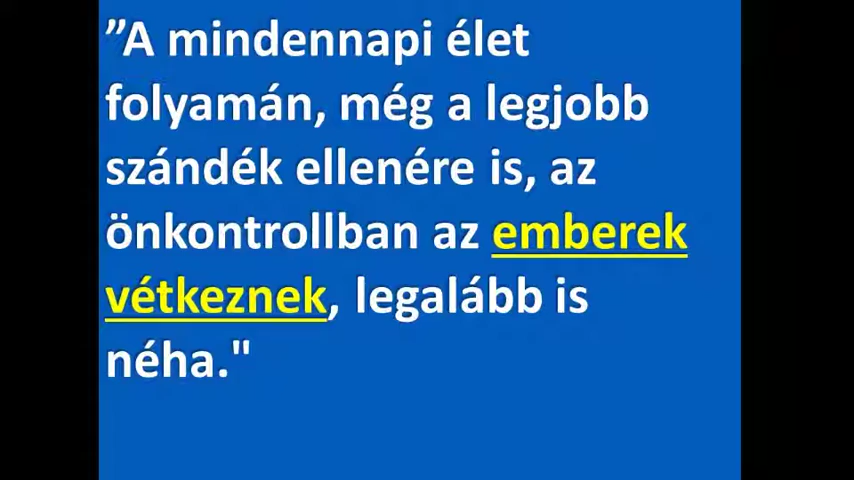 ”A mindennapi élet
folyamán, még a legjobb
szándék ellenére is, az
önkontrollban az emberek
vétkeznek, legalább is
néha."